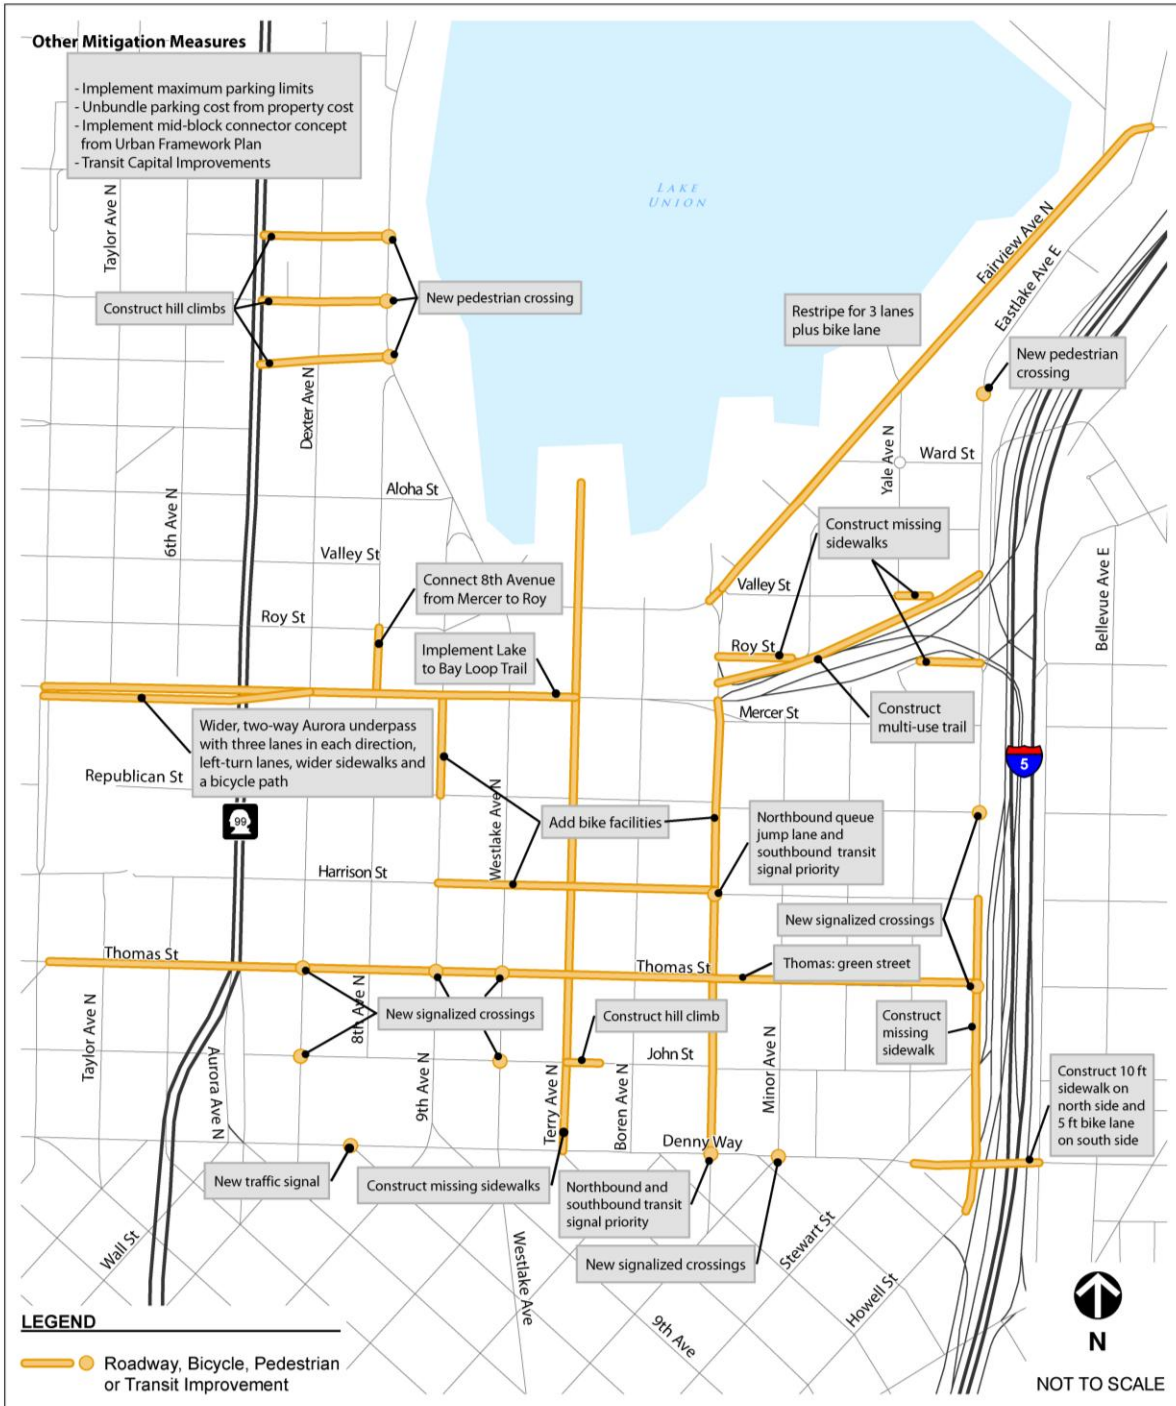 Other Mitigation Measures
- Implement maximum parking limits
- Unbundle parking cost from property cost
- Implement mid-block connector concept
from Urban Framework Plan
- Transit Capital Improvements
LAKE
UNION
Taylor Ave N
Fairview Ave N
Eastlake Ave E
Construct hill climbs
New pedestrian crossing
Restripe for 3 lanes
plus bike lane
New pedestrian
crossing
Dexter Ave N
Yale Ave N
Ward St
Aloha St
6th Ave N
Construct missing
sidewalks
Valley St
Connect 8th Avenue
from Mercer to Roy
Valley St
Bellevue Ave E
Roy St
Implement Lake
to Bay Loop Trail
Roy St
Mercer St
Construct
multi-use trail
Wider, two-way Aurora underpass
with three lanes in each direction,
left-turn lanes, wider sidewalks and
a bicycle path
Republican St
5
99
Westlake Ave N
Add bike facilities
Northbound queue
jump lane and
southbound transit
signal priority
Harrison St
New signalized crossings
Thomas St
Thomas St
Thomas: green street
New signalized crossings
8th Ave N
Construct hill climb
Construct
missing
sidewalk
Taylor Ave N
Aurora Ave N
9th Ave N
Terry Ave N
Boren Ave N
John St
Minor Ave N
Construct 10 ft
sidewalk on
north side and
5 ft bike lane
on south side
Denny Way
New traffic signal
Construct missing sidewalks
Northbound and
southbound transit
signal priority
New signalized crossings
Wall St
Westlake Ave
9th Ave
Stewart St
Howell St
N
LEGEND
Roadway, Bicycle, Pedestrian
or Transit Improvement
NOT TO SCALE